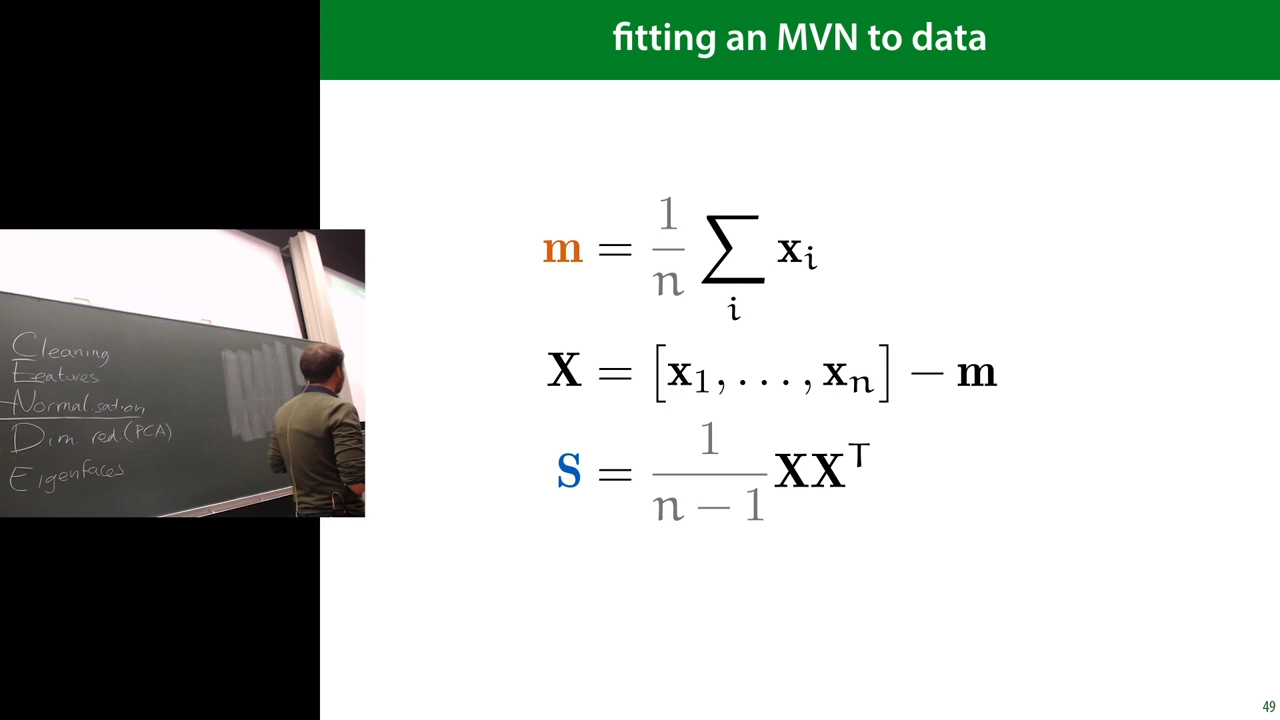 fitting an MVN to data
m = 1/n ∑_i x_i
X = [x_1, . . . , x_n] − m
S = 1/(n − 1) XX^T
Cleaning
Features
Normalisation
Dim. red. (PCA)
Eigenfaces
49